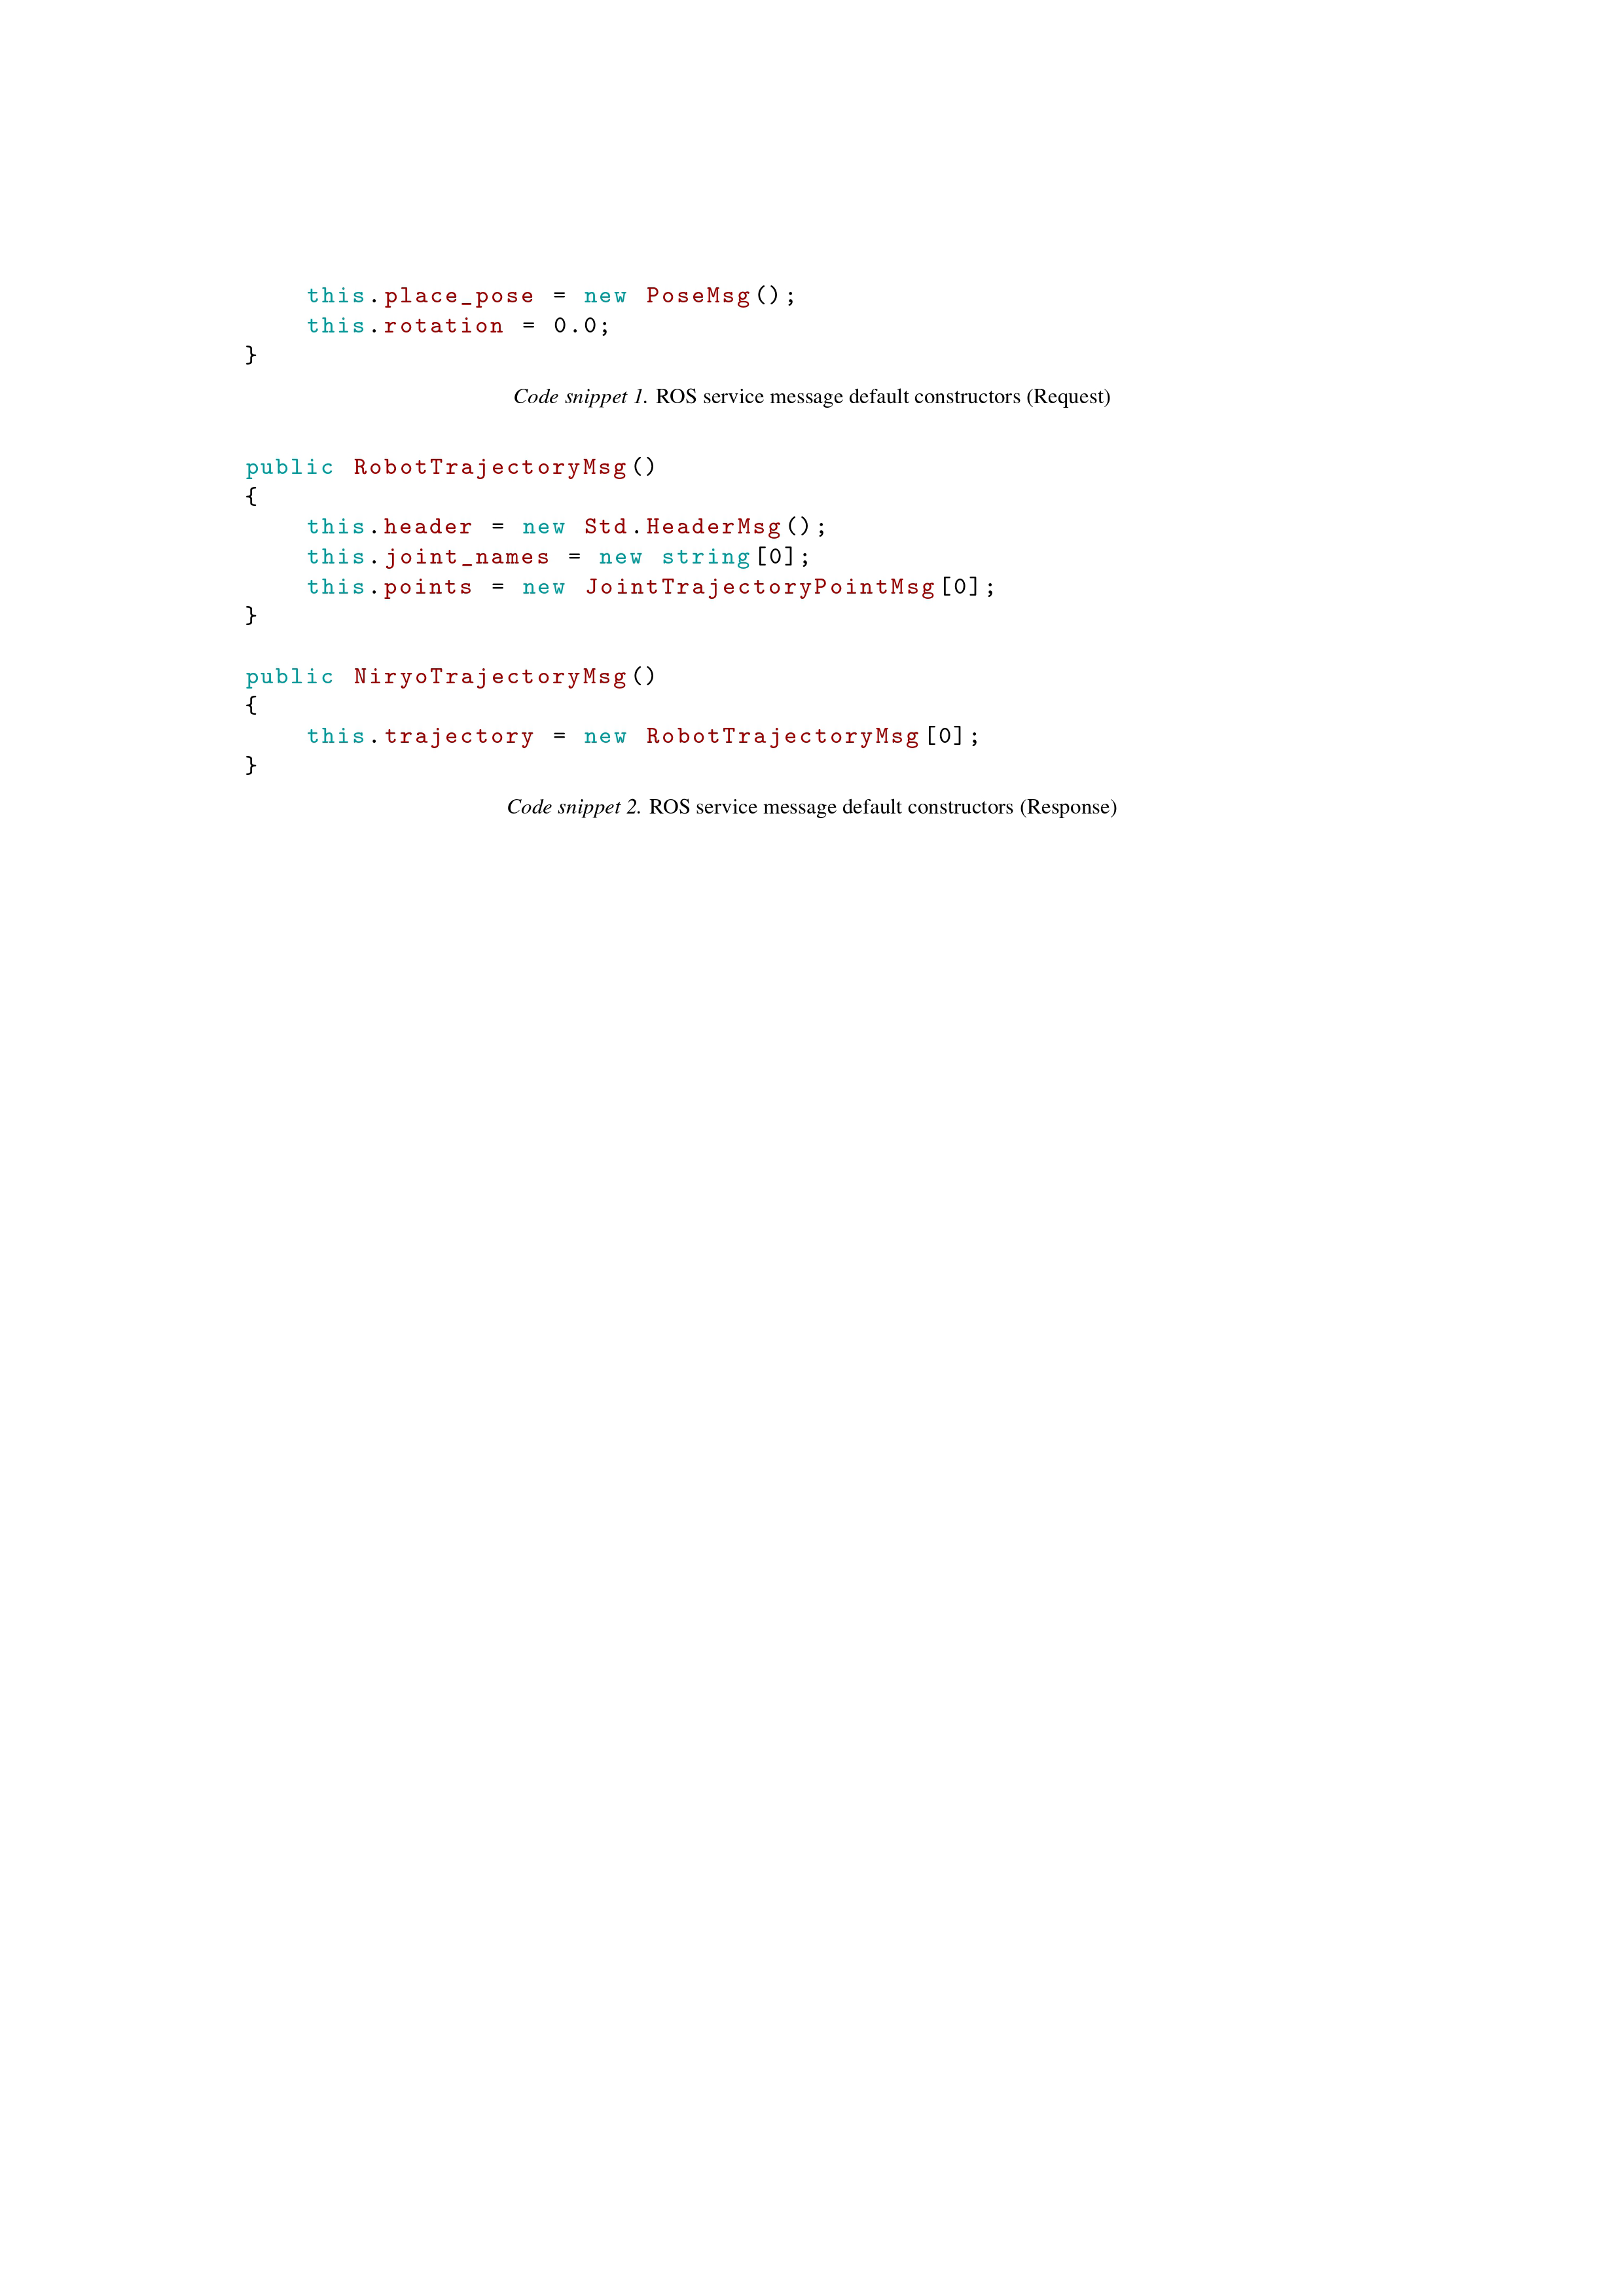 this.place_pose = new PoseMsg();
    this.rotation = 0.0;
}
Code snippet 1. ROS service message default constructors (Request)
public RobotTrajectoryMsg()
{
    this.header = new Std.HeaderMsg();
    this.joint_names = new string[0];
    this.points = new JointTrajectoryPointMsg[0];
}
public NiryoTrajectoryMsg()
{
    this.trajectory = new RobotTrajectoryMsg[0];
}
Code snippet 2. ROS service message default constructors (Response)